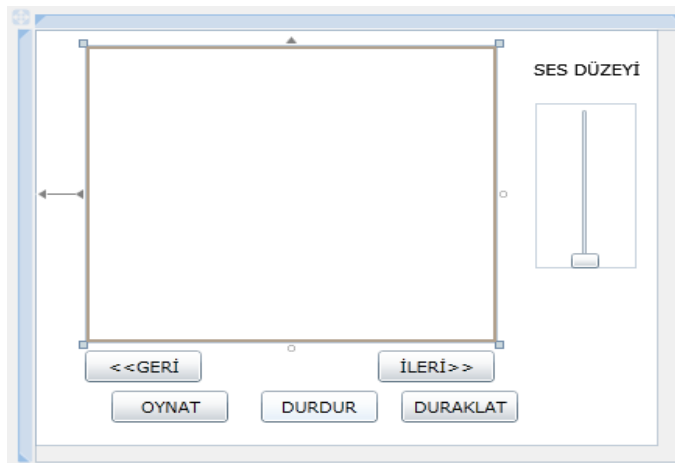 SES DÜZEYİ
<<GERİ
İLERİ>>
OYNAT
DURDUR
DURAKLAT